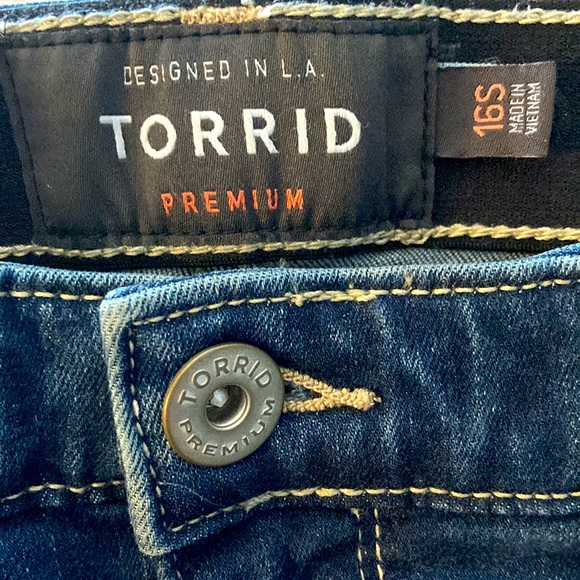 DESIGNED IN L.A.
TORRID
PREMIUM
16S
MADE IN
VIETNAM
TORRID
PREMIUM